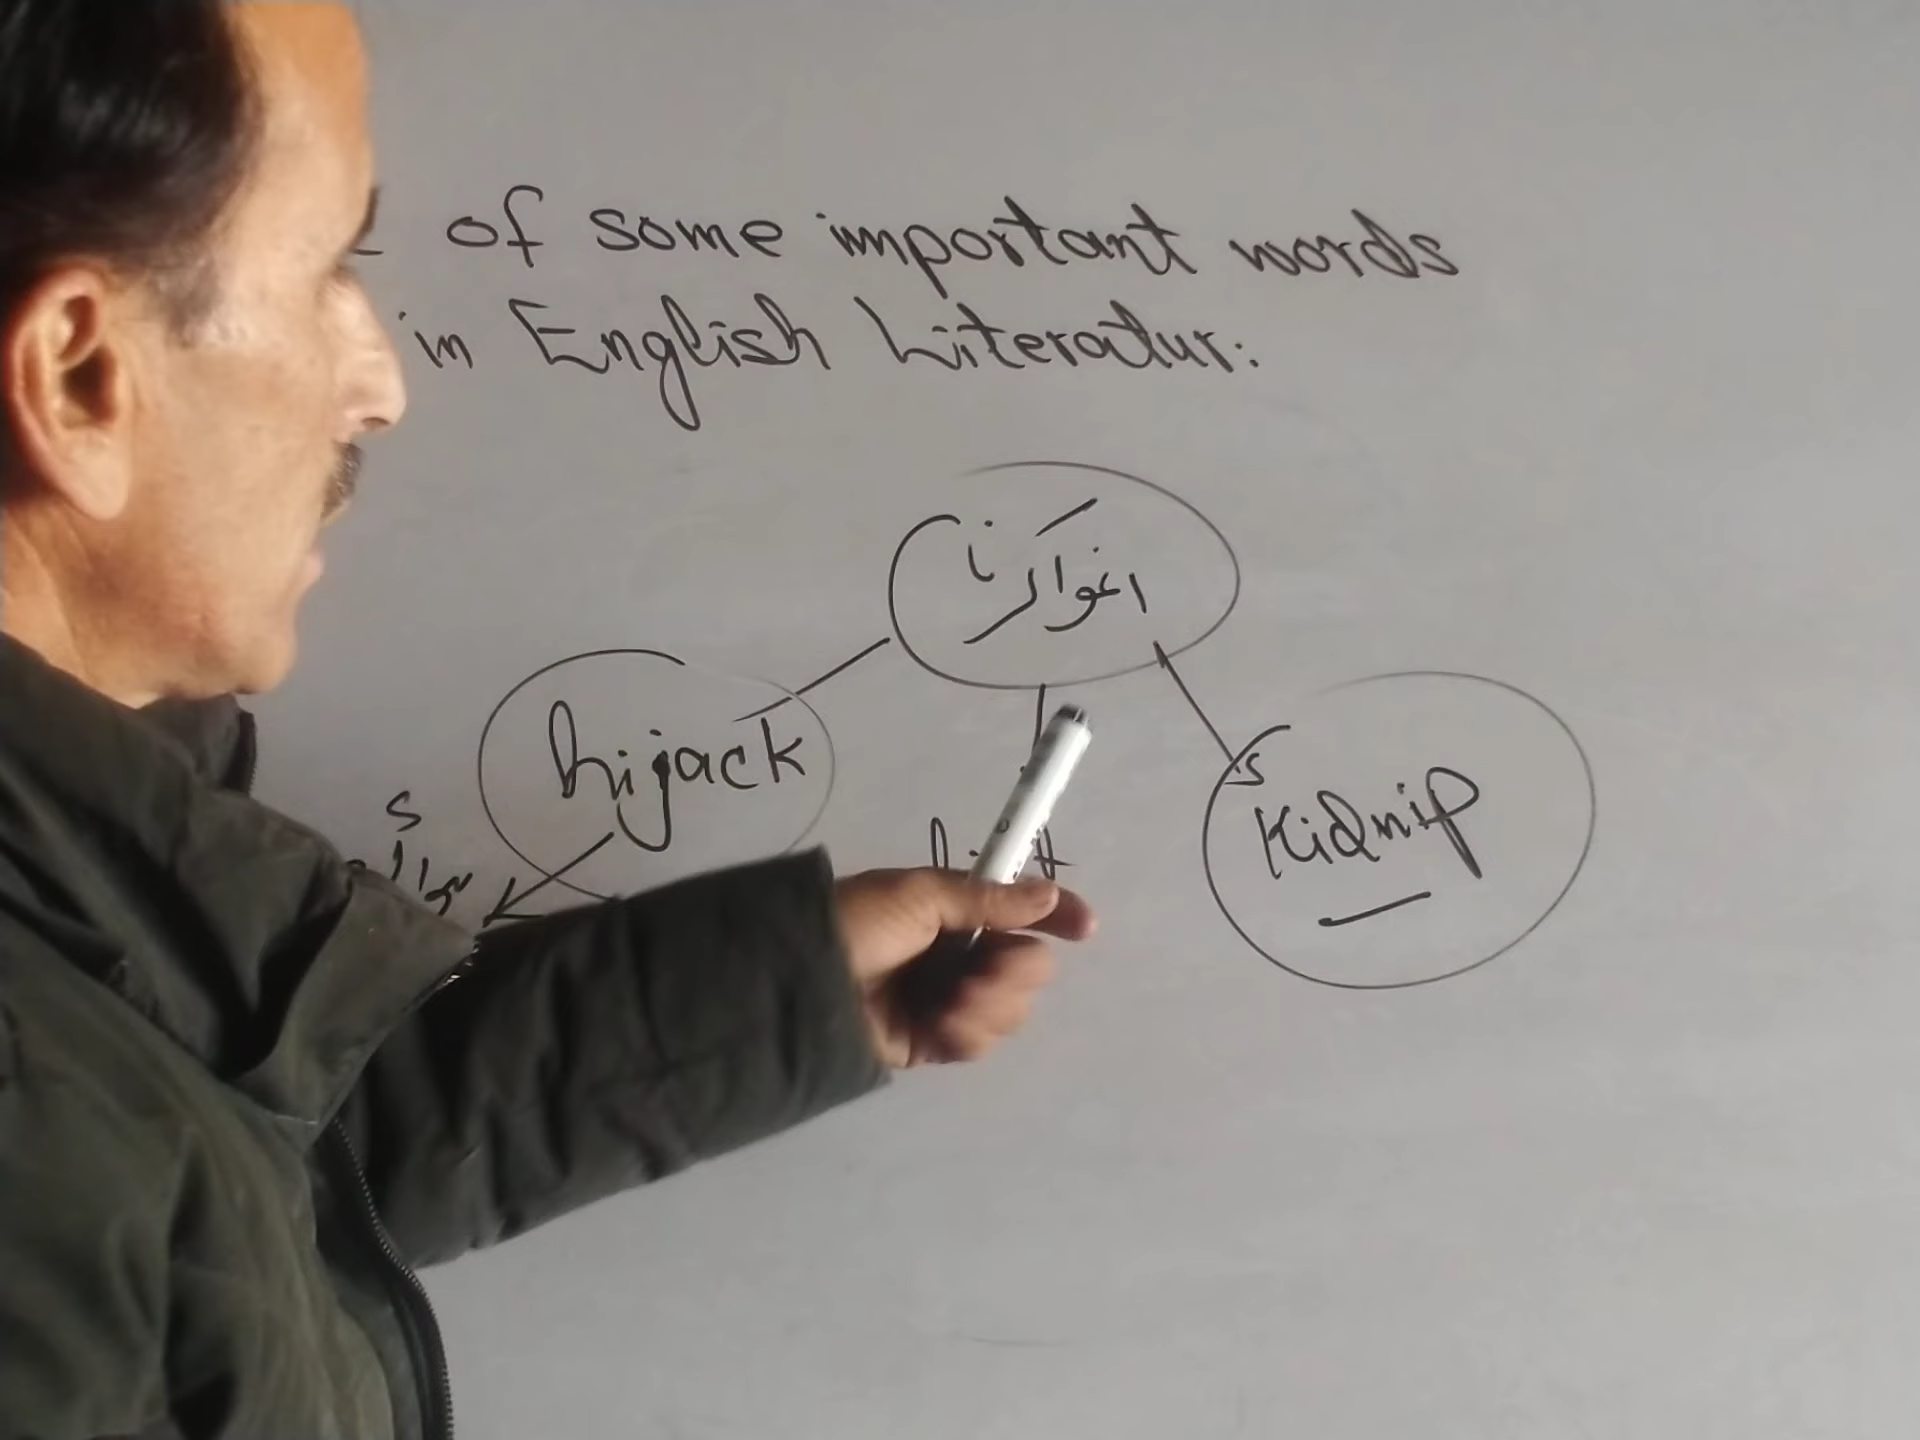 of some important words
in English Literatur:
اغوا کرنا
hijack
Kidnip